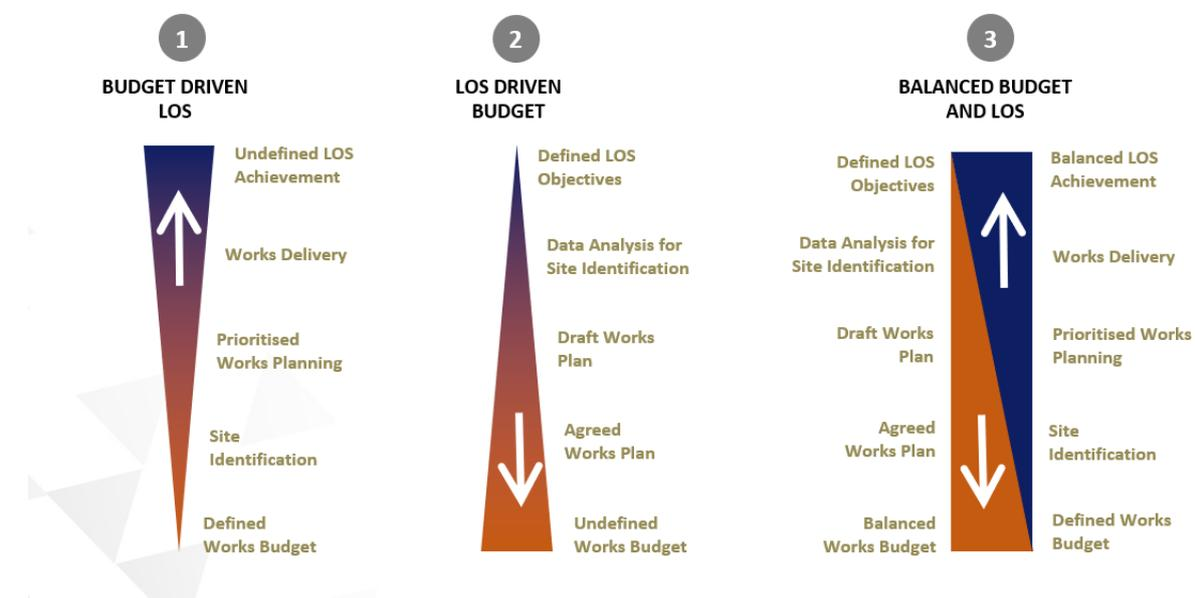 1
BUDGET DRIVEN
LOS
Undefined LOS
Achievement
Works Delivery
Prioritised
Works Planning
Site
Identification
Defined
Works Budget
2
LOS DRIVEN
BUDGET
Defined LOS
Objectives
Data Analysis for
Site Identification
Draft Works
Plan
Agreed
Works Plan
Undefined
Works Budget
3
BALANCED BUDGET
AND LOS
Defined LOS
Objectives
Data Analysis for
Site Identification
Draft Works
Plan
Agreed
Works Plan
Balanced
Works Budget
Balanced LOS
Achievement
Works Delivery
Prioritised Works
Planning
Site
Identification
Defined Works
Budget